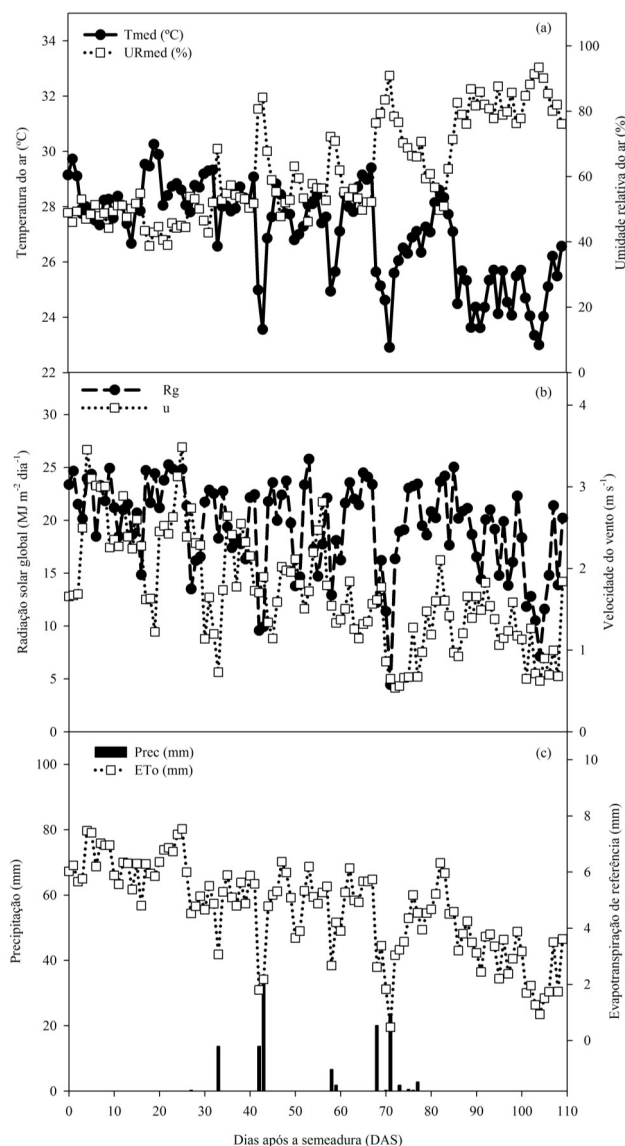 (a)
Tmed (ºC)
URmed (%)
Temperatura do ar (ºC)
34
32
30
28
26
24
22
Umidade relativa do ar (%)
100
80
60
40
20
0
(b)
Rg
u
Radiação solar global (MJ m⁻² dia⁻¹)
30
25
20
15
10
5
0
Velocidade do vento (m s⁻¹)
4
3
2
1
0
(c)
Prec (mm)
ETo (mm)
Precipitação (mm)
100
80
60
40
20
0
Evapotranspiração de referência (mm)
10
8
6
4
2
0
0 10 20 30 40 50 60 70 80 90 100 110
Dias após a semeadura (DAS)